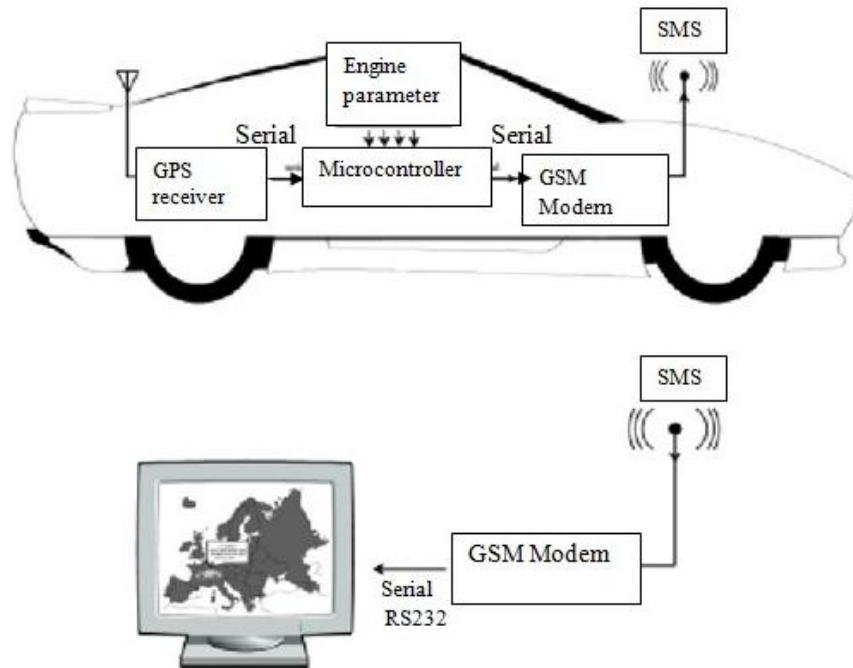 SMS
Engine
parameter
Serial
Serial
GPS
receiver
Microcontroller
GSM
Modem
SMS
GSM Modem
Serial
RS232